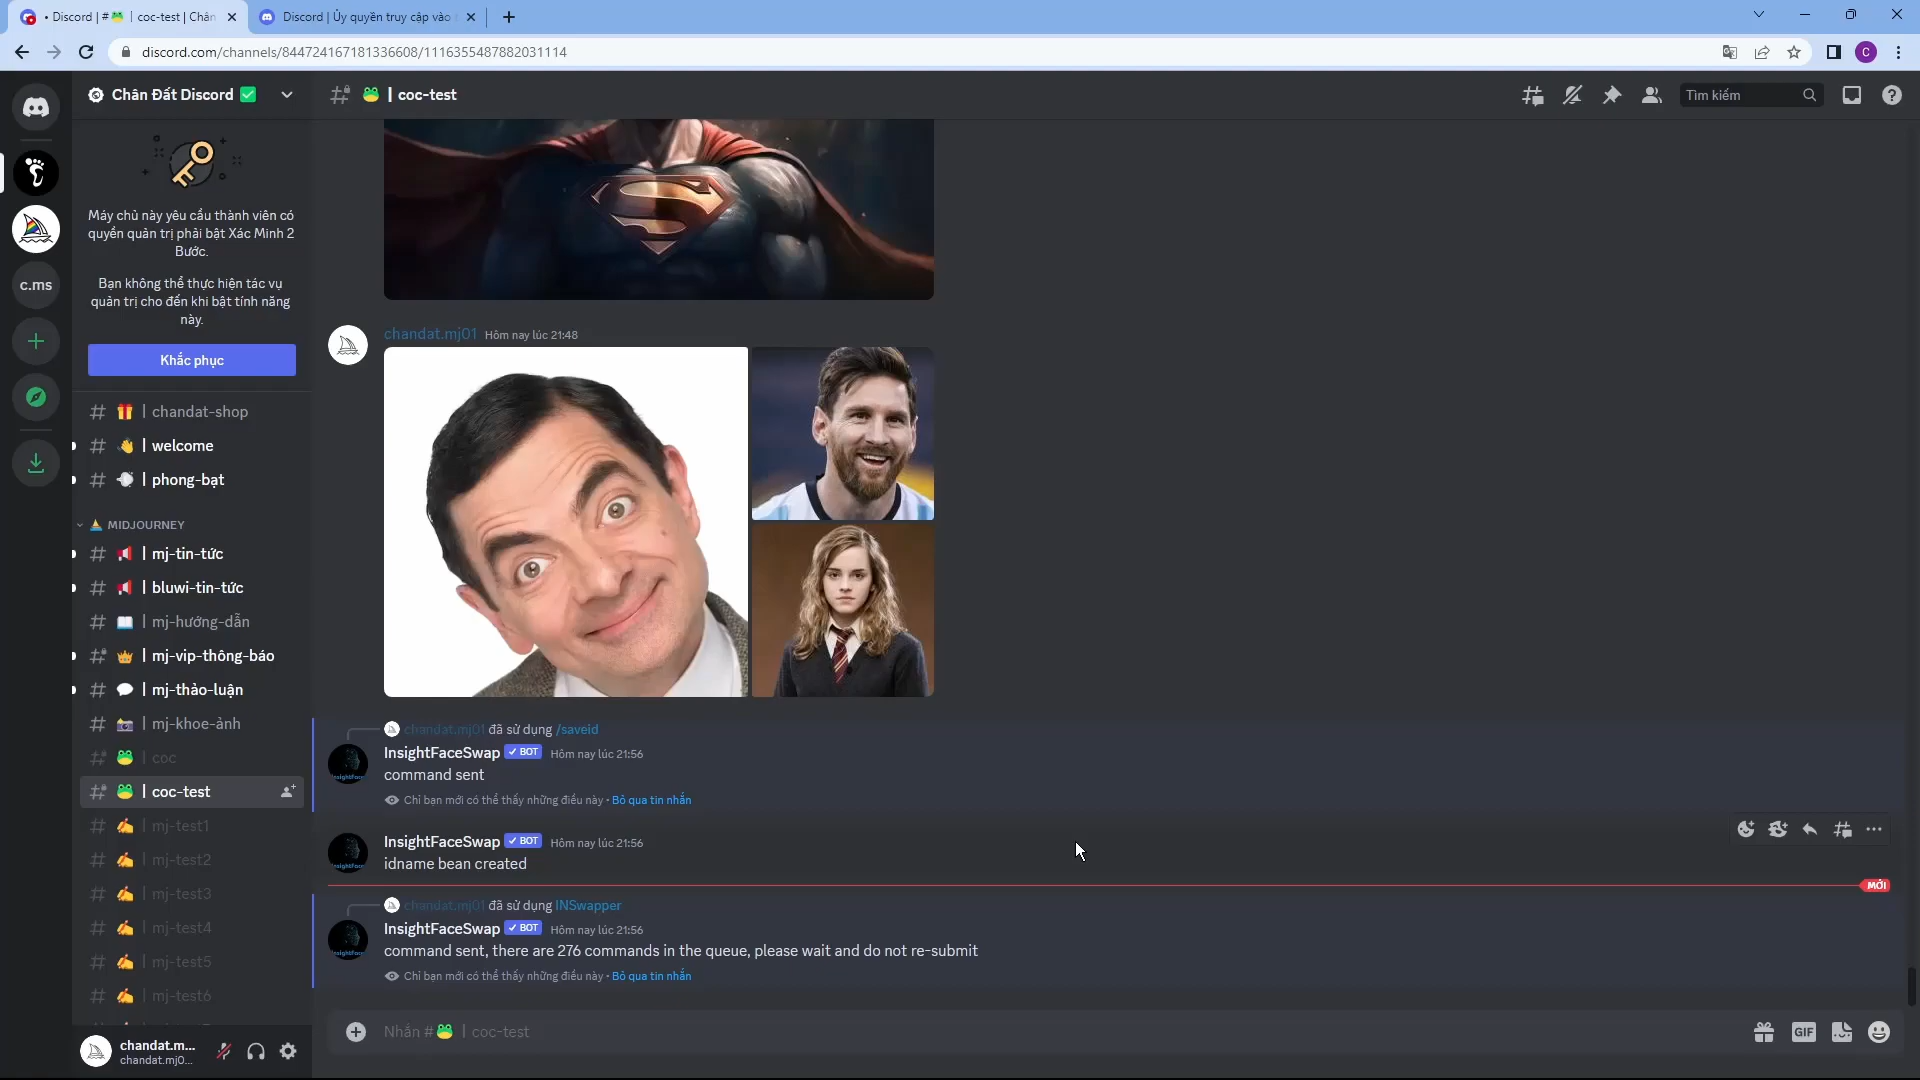 • Discord | #🐸 | coc-test | Chân
Discord | Ủy quyền truy cập vào
discord.com/channels/844724167181336608/1116355487882031114
C
Chân Đất Discord ✅
🐸 | coc-test
Tìm kiếm
Máy chủ này yêu cầu thành viên có
quyền quản trị phải bật Xác Minh 2
Bước.
Bạn không thể thực hiện tác vụ
quản trị cho đến khi bật tính năng
này.
Khắc phục
c.ms
# 🎁 | chandat-shop
# 👋 | welcome
# 💨 | phong-bạt
⛵ MIDJOURNEY
# 📢 | mj-tin-tức
# 📢 | bluwi-tin-tức
# 📖 | mj-hướng-dẫn
# 👑 | mj-vip-thông-báo
# 💬 | mj-thảo-luận
# 📸 | mj-khoe-ảnh
# 🐸 | coc
# 🐸 | coc-test
# ✍️ | mj-test1
# ✍️ | mj-test2
# ✍️ | mj-test3
# ✍️ | mj-test4
# ✍️ | mj-test5
# ✍️ | mj-test6
chandat.m...
chandat.mj0...
S
chandat.mj01 Hôm nay lúc 21:48
chandat.mj01 đã sử dụng /saveid
InsightFaceSwap ✓ BOT Hôm nay lúc 21:56
command sent
Chỉ bạn mới có thể thấy những điều này • Bỏ qua tin nhắn
InsightFaceSwap ✓ BOT Hôm nay lúc 21:56
idname bean created
MỚI
chandat.mj01 đã sử dụng INSwapper
InsightFaceSwap ✓ BOT Hôm nay lúc 21:56
command sent, there are 276 commands in the queue, please wait and do not re-submit
Chỉ bạn mới có thể thấy những điều này • Bỏ qua tin nhắn
Nhắn #🐸 | coc-test
GIF